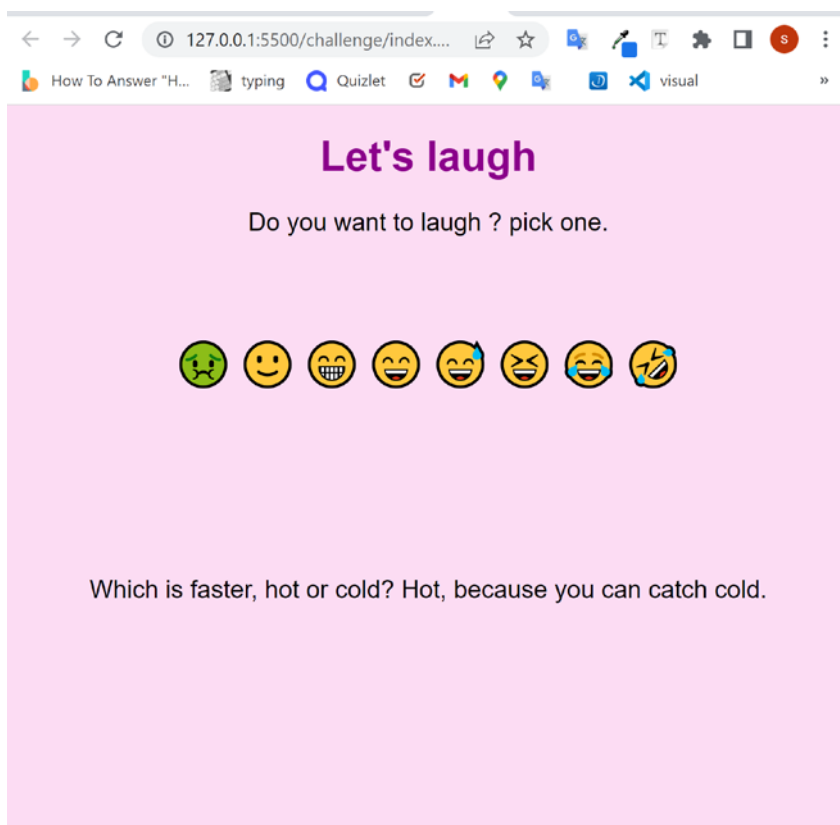 127.0.0.1:5500/challenge/index....
How To Answer "H... typing Quizlet visual »
Let's laugh
Do you want to laugh ? pick one.
Which is faster, hot or cold? Hot, because you can catch cold.